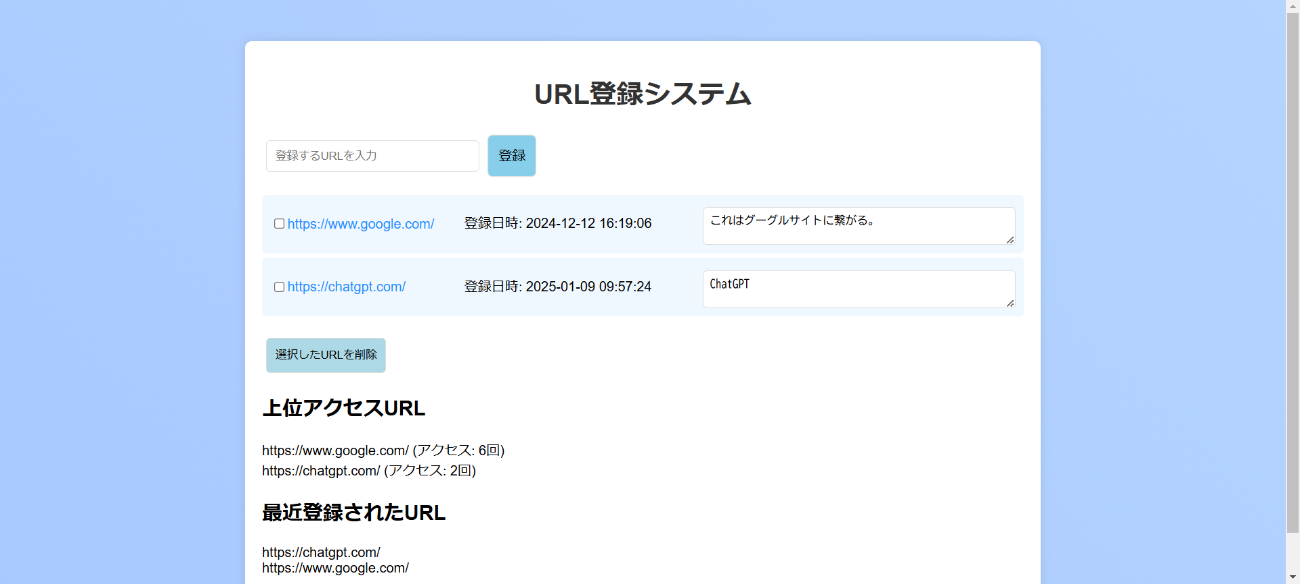 URL登録システム
登録するURLを入力 登録
https://www.google.com/ 登録日時: 2024-12-12 16:19:06 これはグーグルサイトに繋がる。
https://chatgpt.com/ 登録日時: 2025-01-09 09:57:24 ChatGPT
選択したURLを削除
上位アクセスURL
https://www.google.com/ (アクセス: 6回)
https://chatgpt.com/ (アクセス: 2回)
最近登録されたURL
https://chatgpt.com/
https://www.google.com/